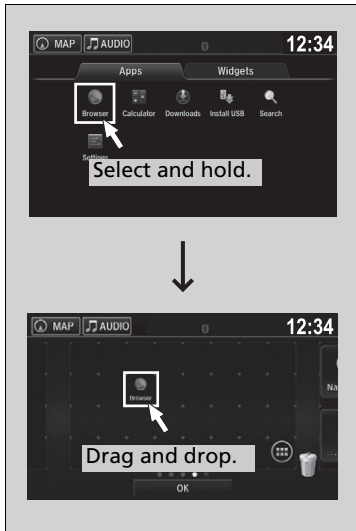 MAP AUDIO 12:34
Apps Widgets
Browser Calculator Downloads Install USB Search
Settings
Select and hold.
MAP AUDIO 12:34
Browser
Na
Drag and drop.
OK